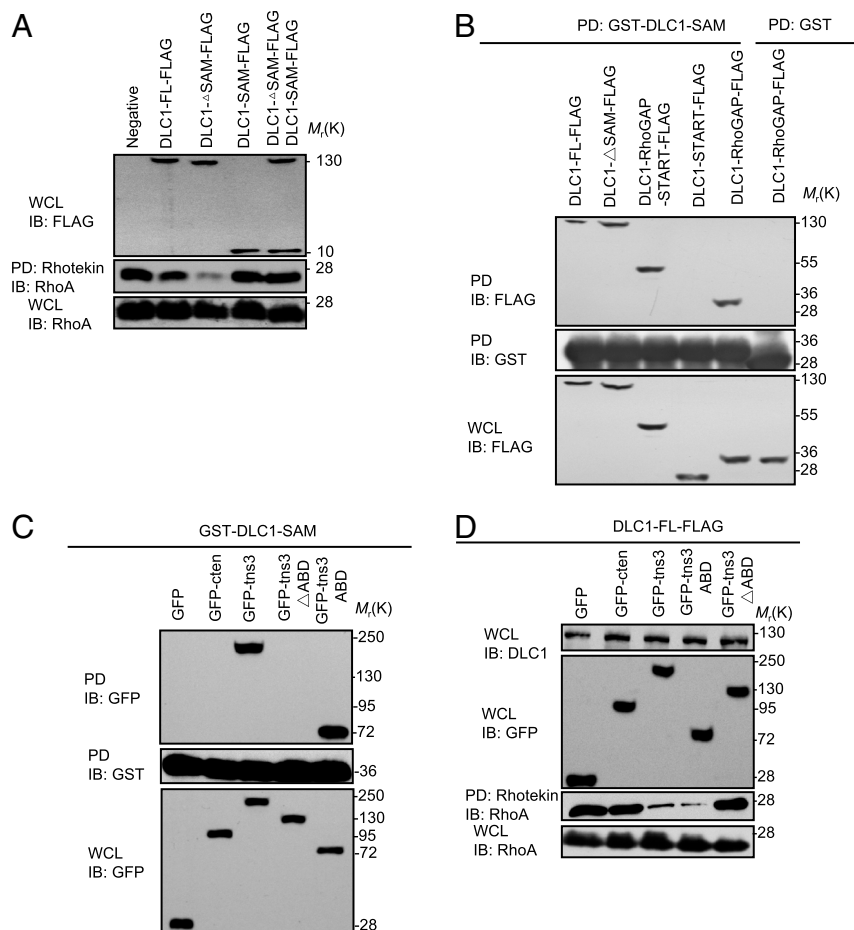 A
Negative
DLC1-FL-FLAG
DLC1-△SAM-FLAG
DLC1-SAM-FLAG
DLC1-△SAM-FLAG
DLC1-SAM-FLAG
Mr(K)
WCL
IB: FLAG
130
10
PD: Rhotekin
IB: RhoA
28
WCL
IB: RhoA
28
B
PD: GST-DLC1-SAM
PD: GST
DLC1-FL-FLAG
DLC1-△SAM-FLAG
DLC1-RhoGAP
-START-FLAG
DLC1-START-FLAG
DLC1-RhoGAP-FLAG
DLC1-RhoGAP-FLAG
Mr(K)
PD
IB: FLAG
130
55
36
28
PD
IB: GST
36
28
WCL
IB: FLAG
130
55
36
28
C
GST-DLC1-SAM
GFP
GFP-cten
GFP-tns3
GFP-tns3
△ABD
GFP-tns3
ABD
Mr(K)
PD
IB: GFP
250
130
95
72
PD
IB: GST
36
WCL
IB: GFP
250
130
95
72
28
D
DLC1-FL-FLAG
GFP
GFP-cten
GFP-tns3
GFP-tns3
ABD
GFP-tns3
△ABD
Mr(K)
WCL
IB: DLC1
130
WCL
IB: GFP
250
130
95
72
28
PD: Rhotekin
IB: RhoA
28
WCL
IB: RhoA
28